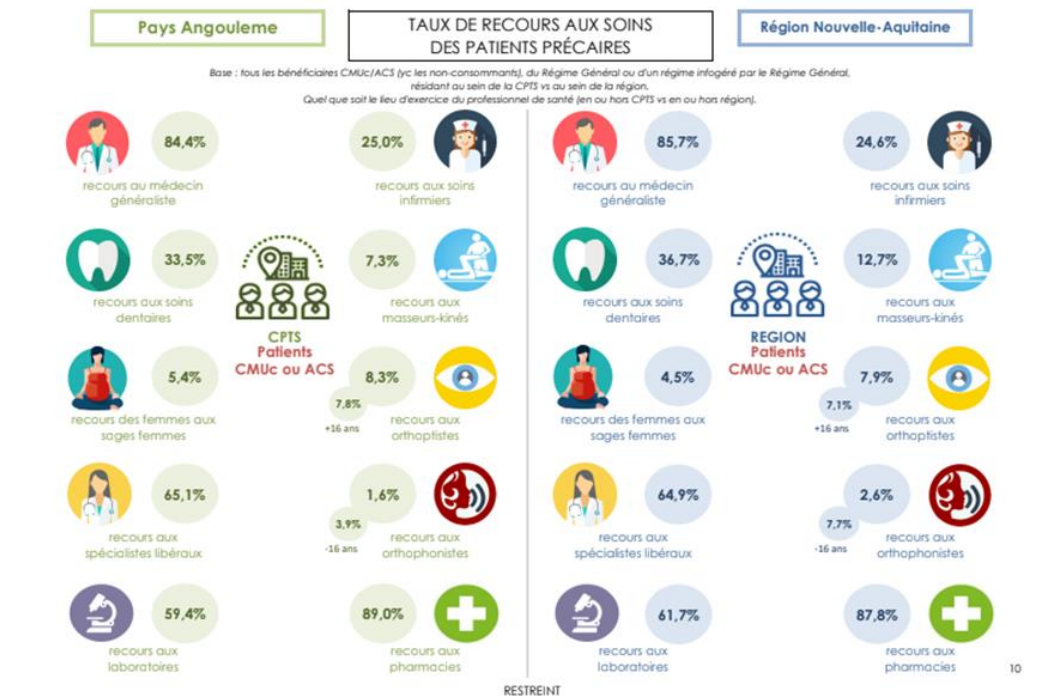 Pays Angouleme
TAUX DE RECOURS AUX SOINS
DES PATIENTS PRÉCAIRES
Région Nouvelle-Aquitaine
Base : tous les bénéficiaires CMUc/ACS (yc les non-consommants), du Régime Général ou d'un régime infogéré par le Régime Général,
résidant au sein de la CPTS vs au sein de la région.
Quel que soit le lieu d'exercice du professionnel de santé (en ou hors CPTS vs en ou hors région).
84,4%
recours au médecin
généraliste
25,0%
recours aux soins
infirmiers
33,5%
recours aux soins
dentaires
7,3%
recours aux
masseurs-kinés
CPTS
Patients
CMUc ou ACS
5,4%
recours des femmes aux
sages femmes
8,3%
7,8%
+16 ans
recours aux
orthoptistes
65,1%
recours aux
spécialistes libéraux
1,6%
3,9%
-16 ans
recours aux
orthophonistes
59,4%
recours aux
laboratoires
89,0%
recours aux
pharmacies
85,7%
recours au médecin
généraliste
24,6%
recours aux soins
infirmiers
36,7%
recours aux soins
dentaires
12,7%
recours aux
masseurs-kinés
REGION
Patients
CMUc ou ACS
4,5%
recours des femmes aux
sages femmes
7,9%
7,1%
+16 ans
recours aux
orthoptistes
64,9%
recours aux
spécialistes libéraux
2,6%
7,7%
-16 ans
recours aux
orthophonistes
61,7%
recours aux
laboratoires
87,8%
recours aux
pharmacies
10
RESTREINT